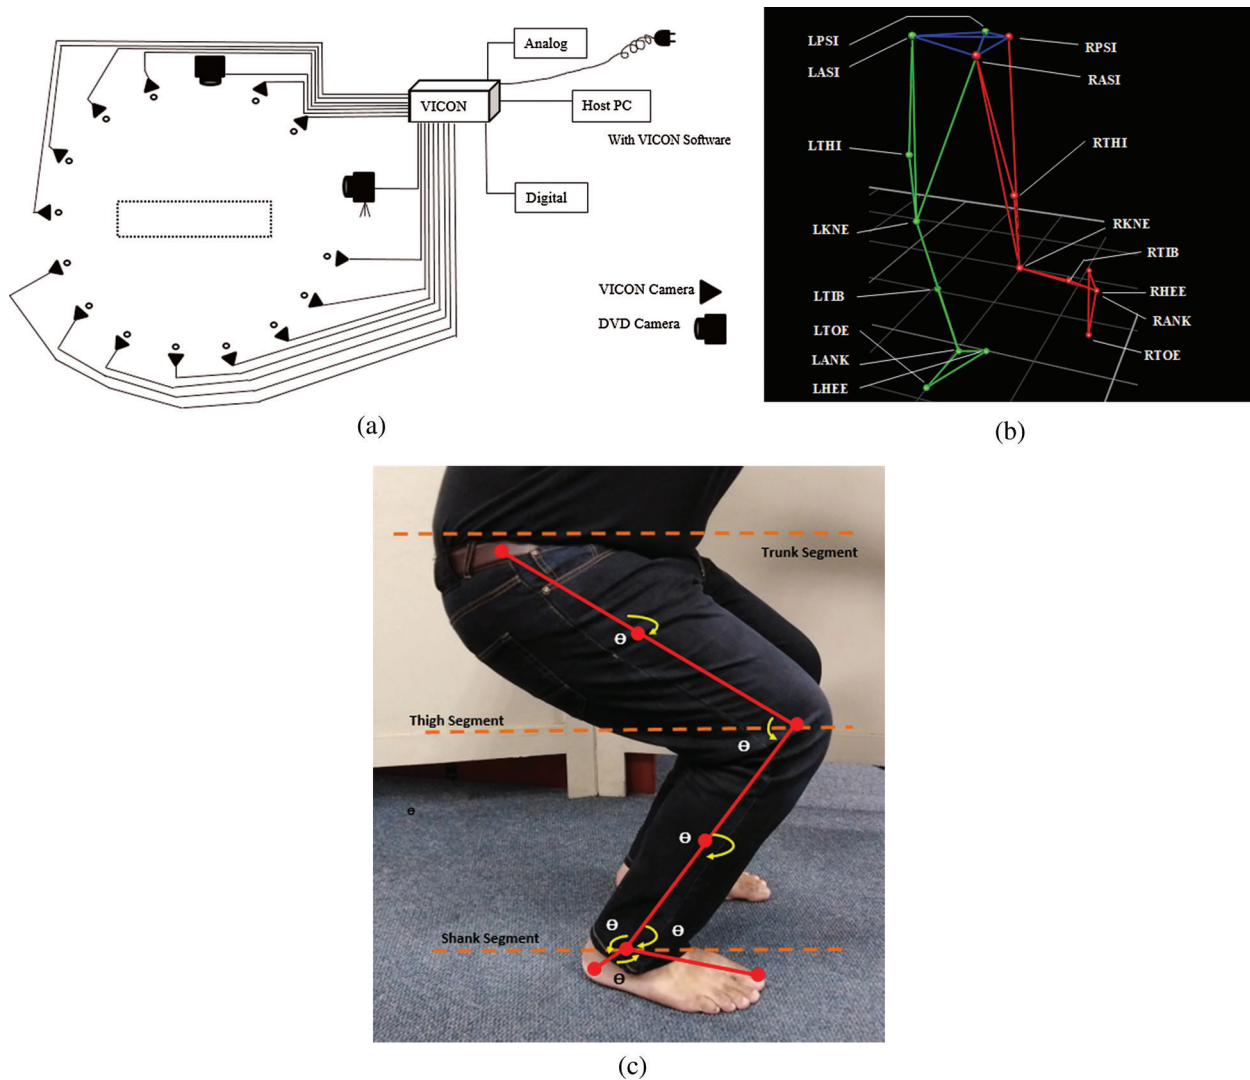 Analog
VICON
Host PC
With VICON Software
Digital
VICON Camera
DVD Camera
(a)
LPSI
RPSI
LASI
RASI
LTHI
RTHI
LKNE
RKNE
RTIB
LTIB
RHEE
RANK
LTOE
RTOE
LANK
LHEE
(b)
Trunk Segment
Ɵ
Thigh Segment
Ɵ
Ɵ
Ɵ
Ɵ
Ɵ
Shank Segment
Ɵ
(c)